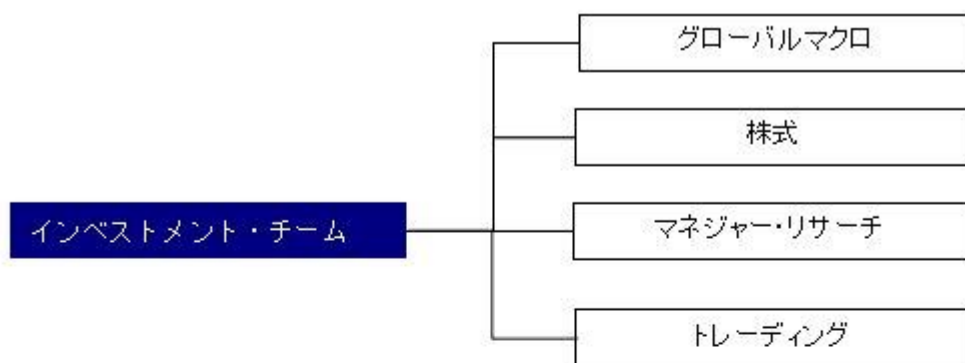 グローバルマクロ
株式
インベストメント・チーム
マネジャー・リサーチ
トレーディング